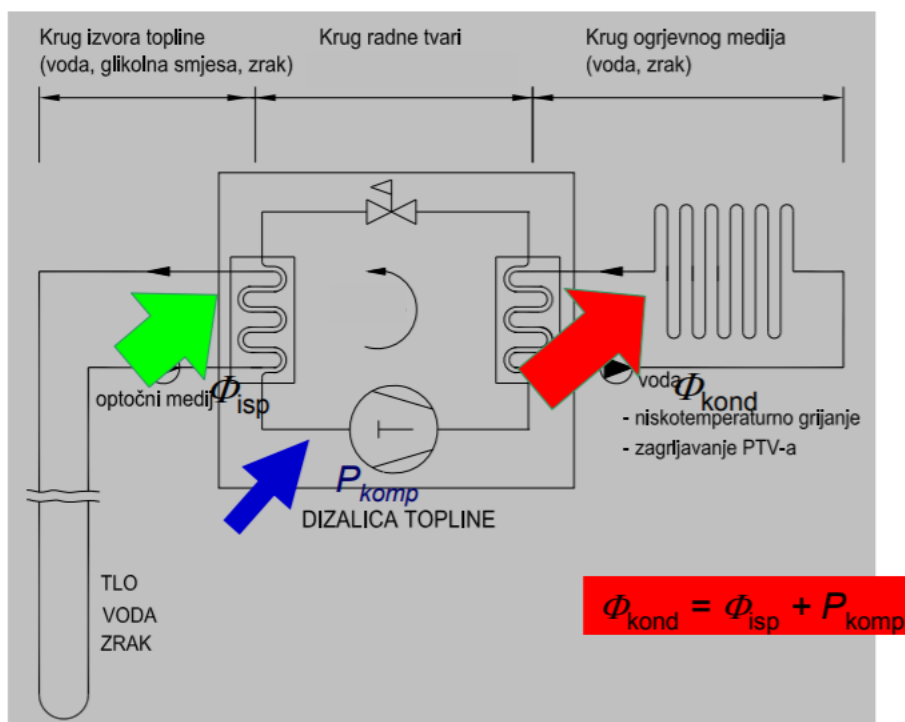 Krug izvora topline
(voda, glikolna smjesa, zrak)
Krug radne tvari
Krug ogrjevnog medija
(voda, zrak)
optočni medij
Φisp
voda
Φkond
- niskotemperaturno grijanje
- zagrijavanje PTV-a
Pkomp
DIZALICA TOPLINE
TLO
VODA
ZRAK
Φkond = Φisp + Pkomp